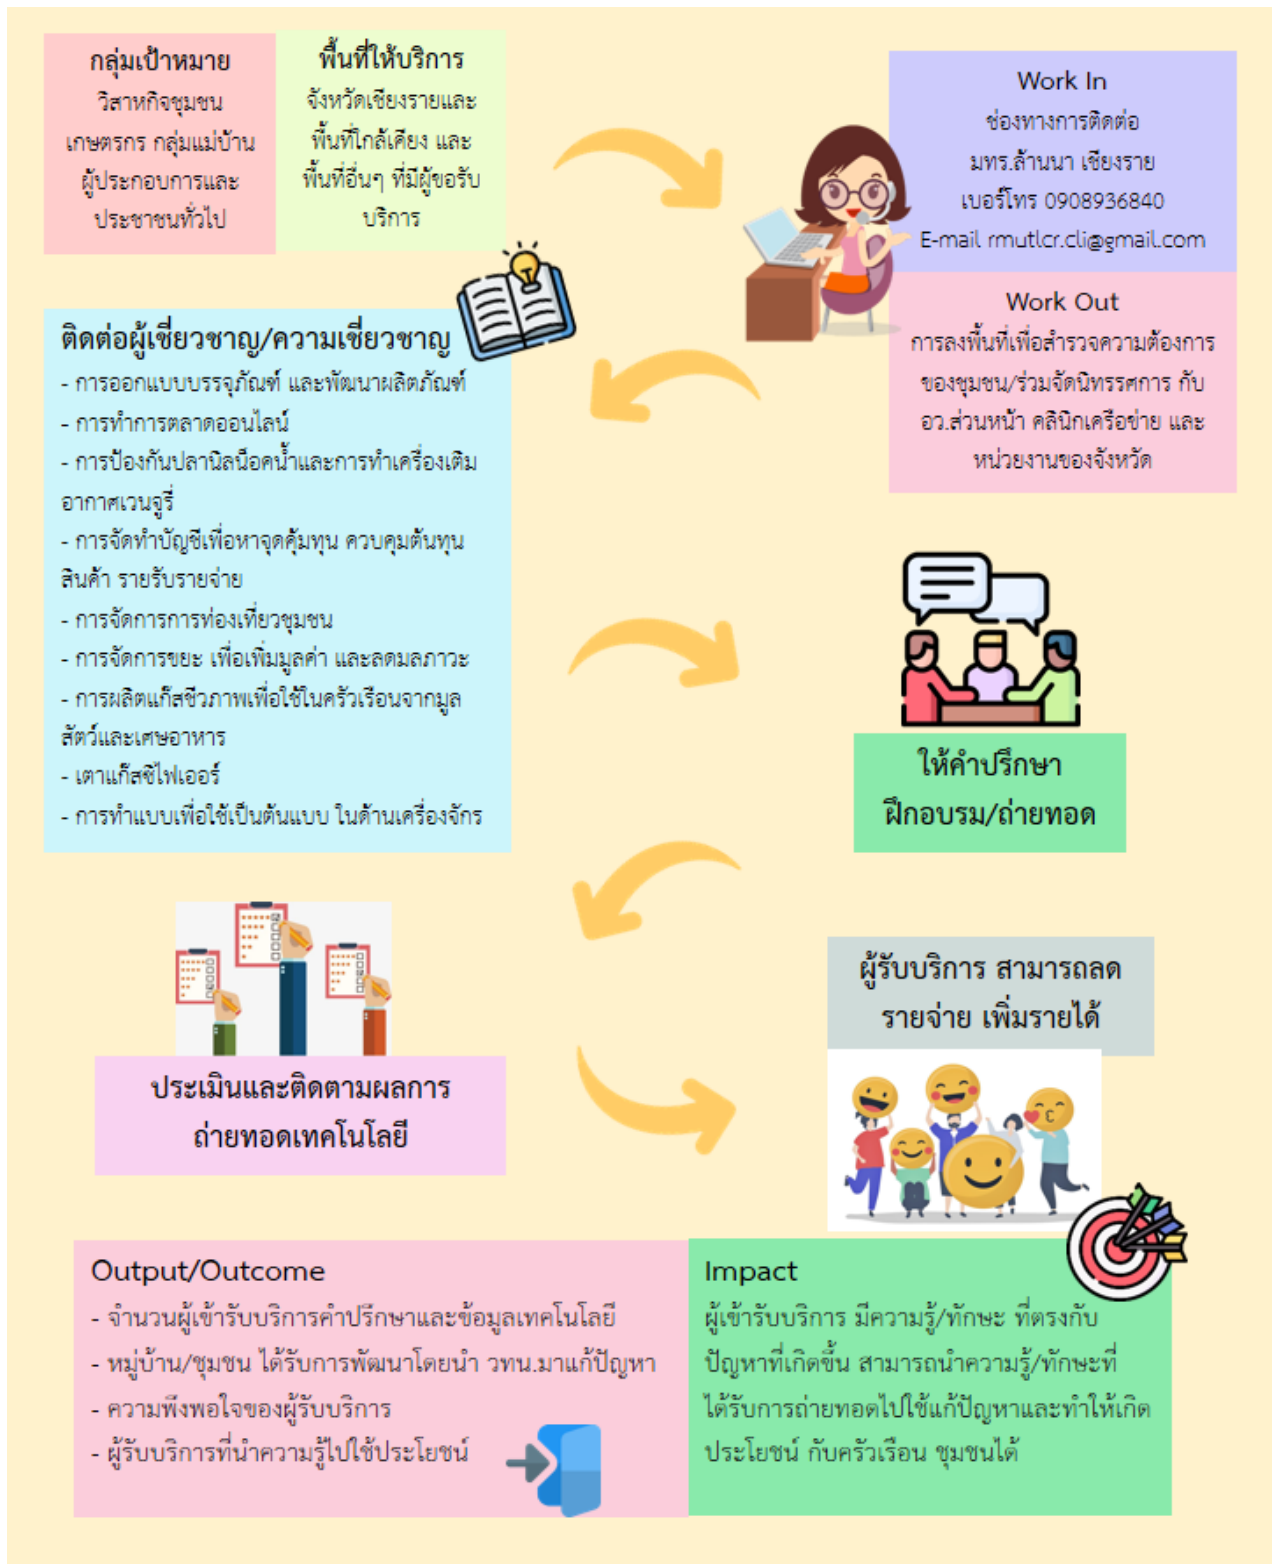 กลุ่มเป้าหมาย
วิสาหกิจชุมชน
เกษตรกร กลุ่มแม่บ้าน
ผู้ประกอบการและ
ประชาชนทั่วไป
พื้นที่ให้บริการ
จังหวัดเชียงรายและ
พื้นที่ใกล้เคียง และ
พื้นที่อื่นๆ ที่มีผู้ขอรับ
บริการ
Work In
ช่องทางการติดต่อ
มทร.ล้านนา เชียงราย
เบอร์โทร 0908936840
E-mail rmutlcr.cli@gmail.com
Work Out
การลงพื้นที่เพื่อสำรวจความต้องการ
ของชุมชน/ร่วมจัดนิทรรศการ กับ
อว.ส่วนหน้า คลินิกเครือข่าย และ
หน่วยงานของจังหวัด
ติดต่อผู้เชี่ยวชาญ/ความเชี่ยวชาญ
- การออกแบบบรรจุภัณฑ์ และพัฒนาผลิตภัณฑ์
- การทำการตลาดออนไลน์
- การป้องกันปลานิลน็อคน้ำและการทำเครื่องเติม
อากาศเวนจูรี่
- การจัดทำบัญชีเพื่อหาจุดคุ้มทุน ควบคุมต้นทุน
สินค้า รายรับรายจ่าย
- การจัดการการท่องเที่ยวชุมชน
- การจัดการขยะ เพื่อเพิ่มมูลค่า และลดมลภาวะ
- การผลิตแก๊สชีวภาพเพื่อใช้ในครัวเรือนจากมูล
สัตว์และเศษอาหาร
- เตาแก๊สซิไฟเออร์
- การทำแบบเพื่อใช้เป็นต้นแบบ ในด้านเครื่องจักร
ให้คำปรึกษา
ฝึกอบรม/ถ่ายทอด
ประเมินและติดตามผลการ
ถ่ายทอดเทคโนโลยี
ผู้รับบริการ สามารถลด
รายจ่าย เพิ่มรายได้
Output/Outcome
- จำนวนผู้เข้ารับบริการคำปรึกษาและข้อมูลเทคโนโลยี
- หมู่บ้าน/ชุมชน ได้รับการพัฒนาโดยนำ วทน.มาแก้ปัญหา
- ความพึงพอใจของผู้รับบริการ
- ผู้รับบริการที่นำความรู้ไปใช้ประโยชน์
Impact
ผู้เข้ารับบริการ มีความรู้/ทักษะ ที่ตรงกับ
ปัญหาที่เกิดขึ้น สามารถนำความรู้/ทักษะที่
ได้รับการถ่ายทอดไปใช้แก้ปัญหาและทำให้เกิด
ประโยชน์ กับครัวเรือน ชุมชนได้